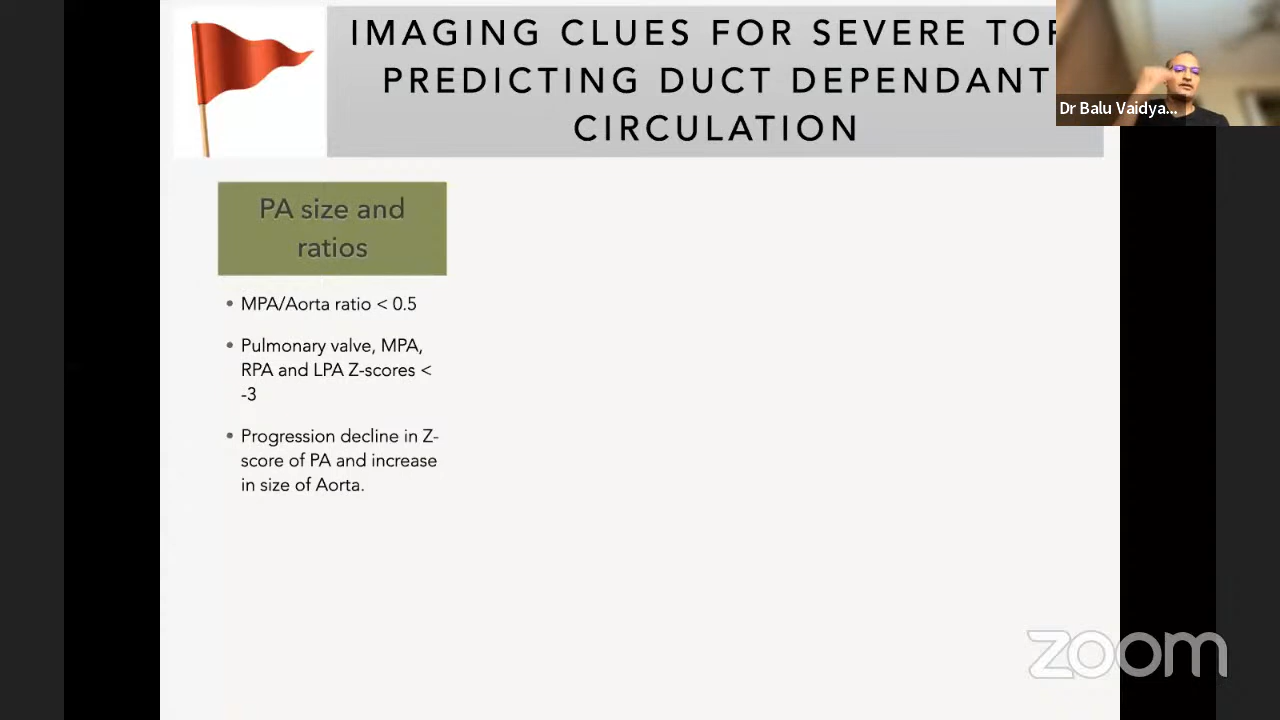 IMAGING CLUES FOR SEVERE TOF
PREDICTING DUCT DEPENDANT
CIRCULATION
Dr Balu Vaidya...
PA size and
ratios
• MPA/Aorta ratio < 0.5
• Pulmonary valve, MPA,
RPA and LPA Z-scores <
-3
• Progression decline in Z-
score of PA and increase
in size of Aorta.
zoom